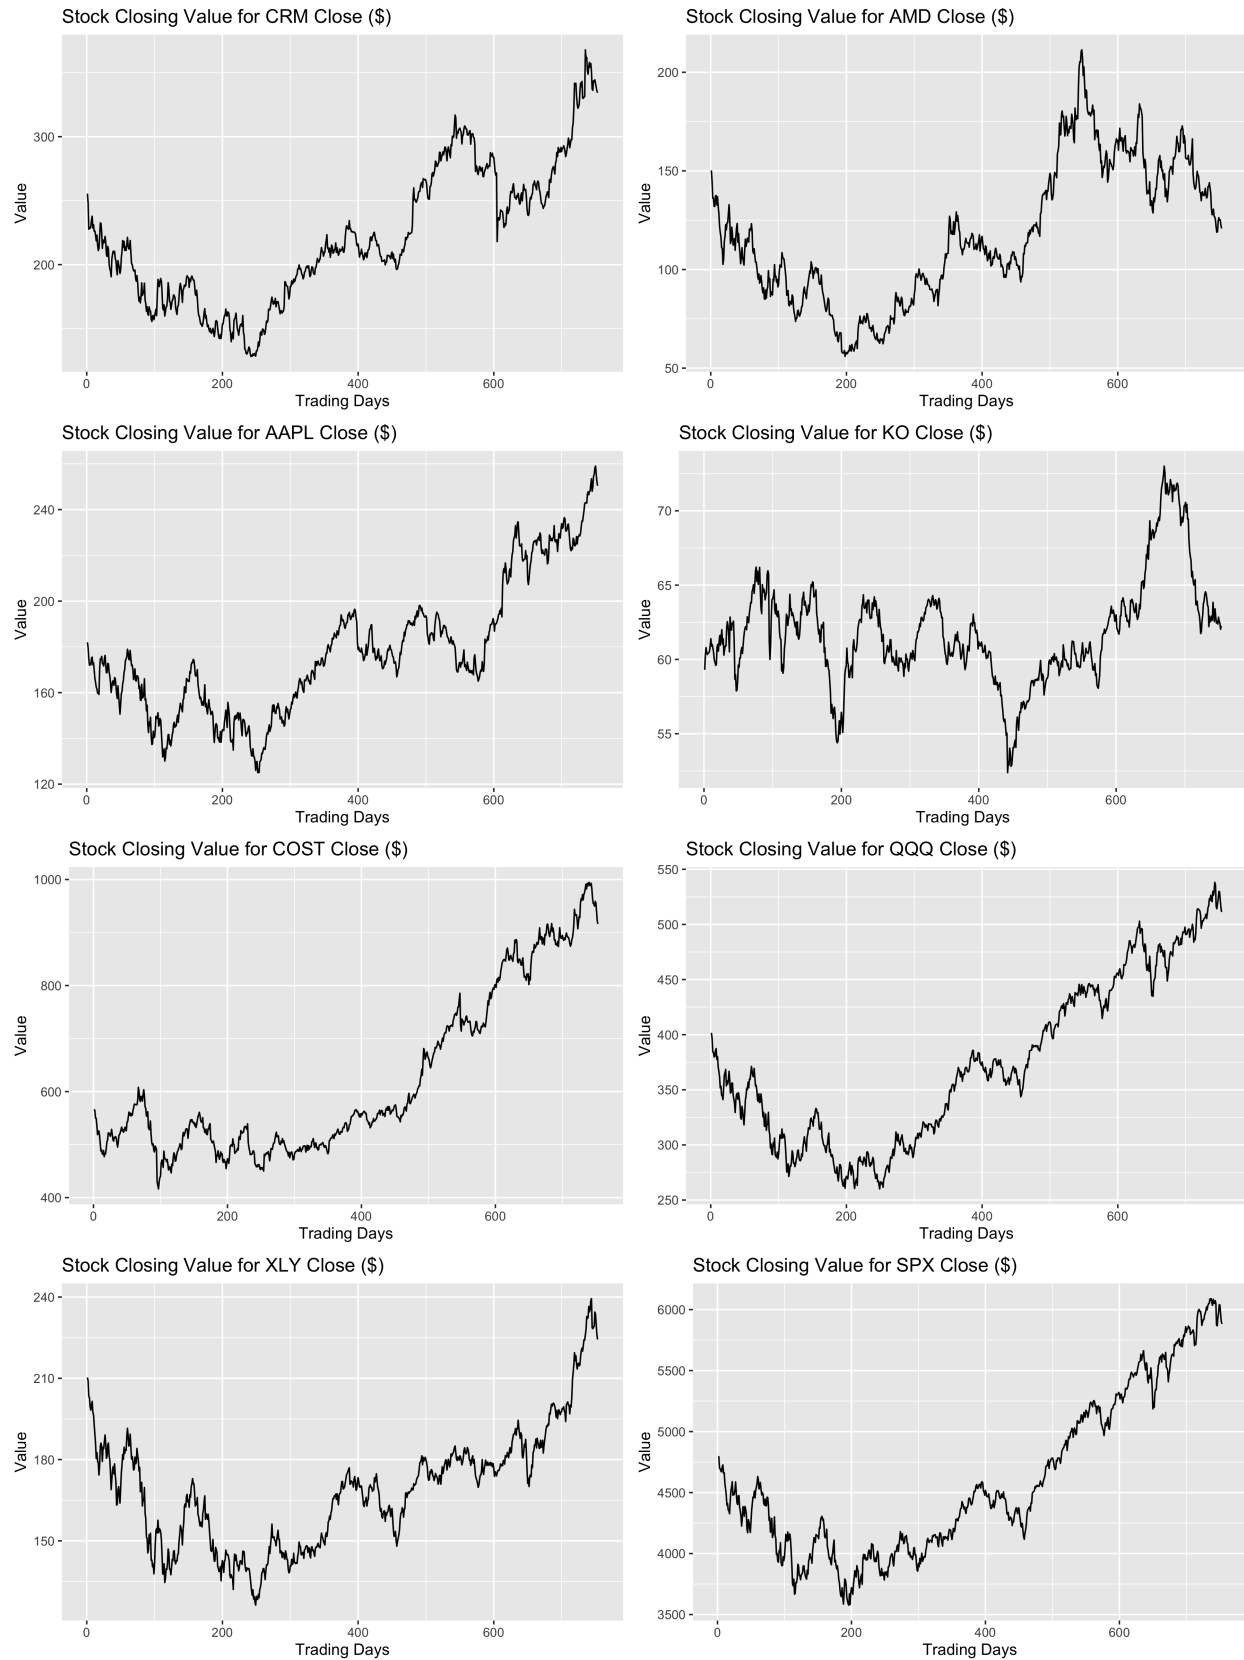 Stock Closing Value for CRM Close ($)
Value
300
200
0
200
400
600
Trading Days
Stock Closing Value for AMD Close ($)
Value
200
150
100
50
0
200
400
600
Trading Days
Stock Closing Value for AAPL Close ($)
Value
240
200
160
120
0
200
400
600
Trading Days
Stock Closing Value for KO Close ($)
Value
70
65
60
55
0
200
400
600
Trading Days
Stock Closing Value for COST Close ($)
Value
1000
800
600
400
0
200
400
600
Trading Days
Stock Closing Value for QQQ Close ($)
Value
550
500
450
400
350
300
250
0
200
400
600
Trading Days
Stock Closing Value for XLY Close ($)
Value
240
210
180
150
0
200
400
600
Trading Days
Stock Closing Value for SPX Close ($)
Value
6000
5500
5000
4500
4000
3500
0
200
400
600
Trading Days